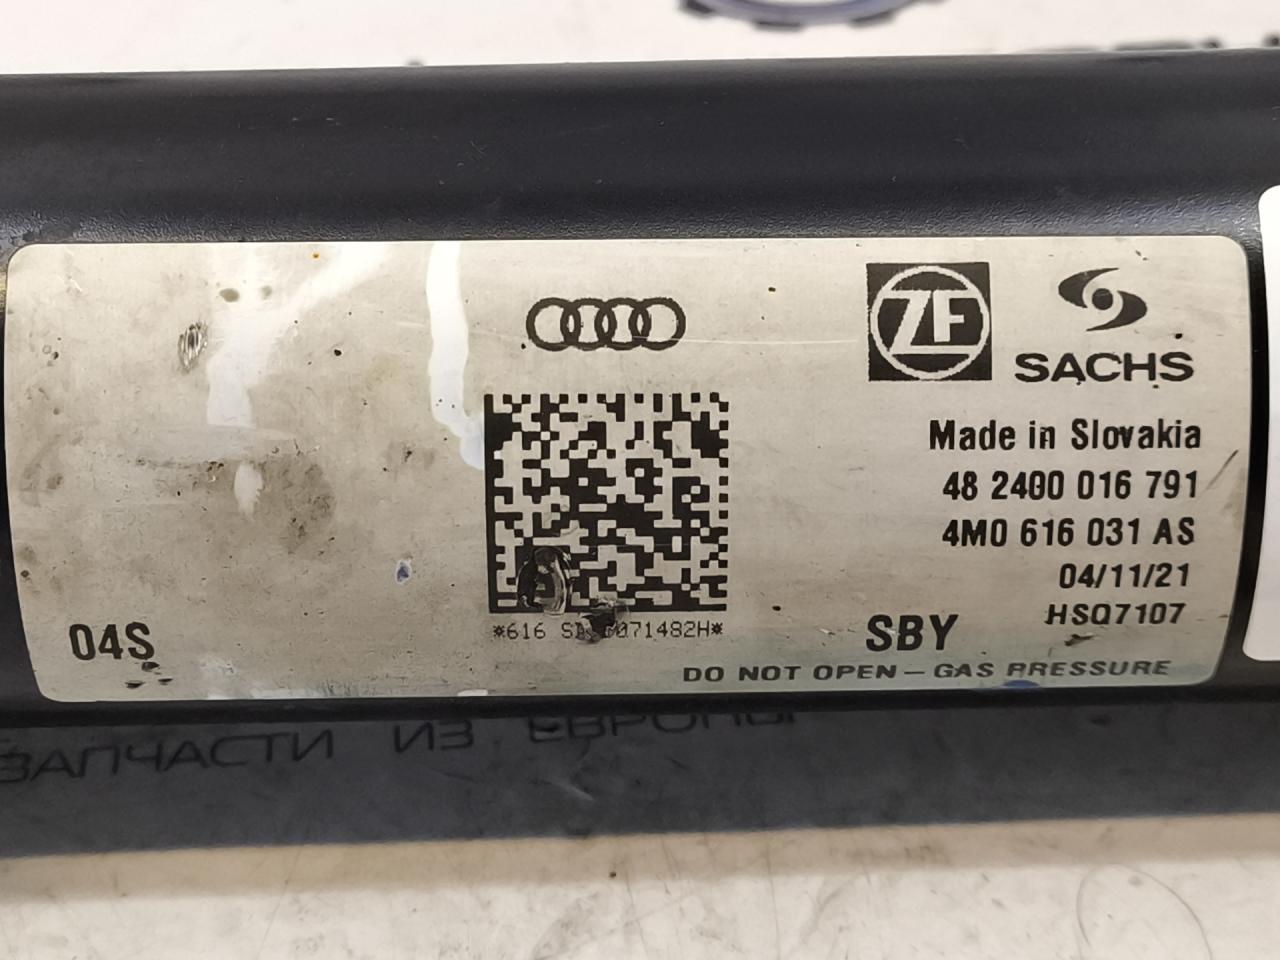 ZF
SACHS
Made in Slovakia
48 2400 016 791
4M0 616 031 AS
04/11/21
HSQ7107
04S
SBY
DO NOT OPEN – GAS PRESSURE
ЗАПЧАСТИ ИЗ ЕВРОПЫ